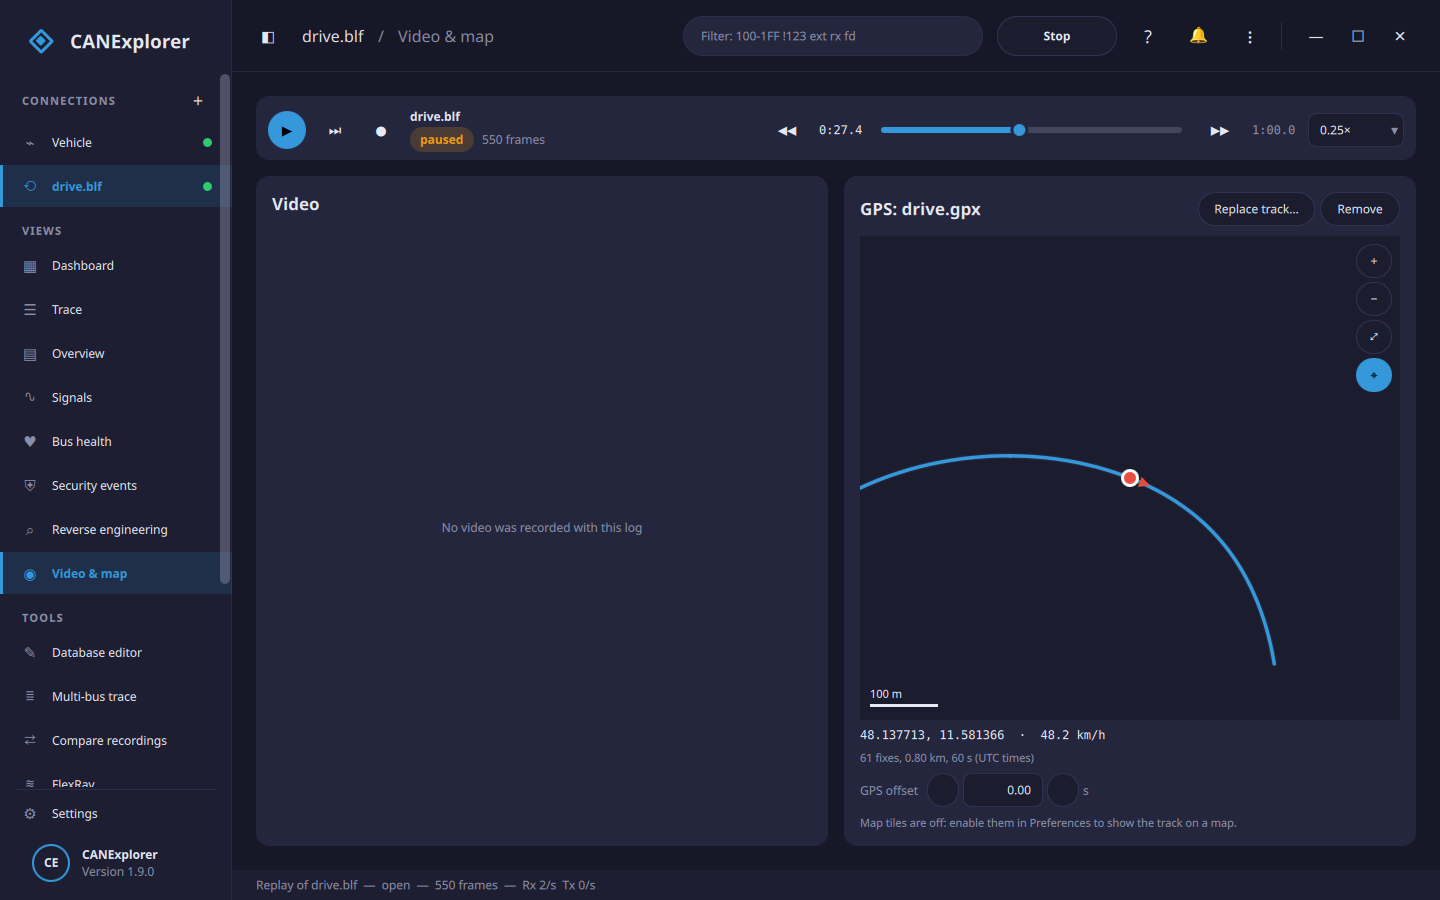 CANExplorer
drive.blf / Video & map
Filter: 100-1FF !123 ext rx fd
Stop
?
CONNECTIONS +
Vehicle
drive.blf
VIEWS
Dashboard
Trace
Overview
Signals
Bus health
Security events
Reverse engineering
Video & map
TOOLS
Database editor
Multi-bus trace
Compare recordings
FlexRay
Settings
CE
CANExplorer
Version 1.9.0
drive.blf
paused 550 frames
0:27.4
1:00.0
0.25×
Video
No video was recorded with this log
GPS: drive.gpx
Replace track...
Remove
+
−
100 m
48.137713, 11.581366 · 48.2 km/h
61 fixes, 0.80 km, 60 s (UTC times)
GPS offset 0.00 s
Map tiles are off: enable them in Preferences to show the track on a map.
Replay of drive.blf — open — 550 frames — Rx 2/s Tx 0/s